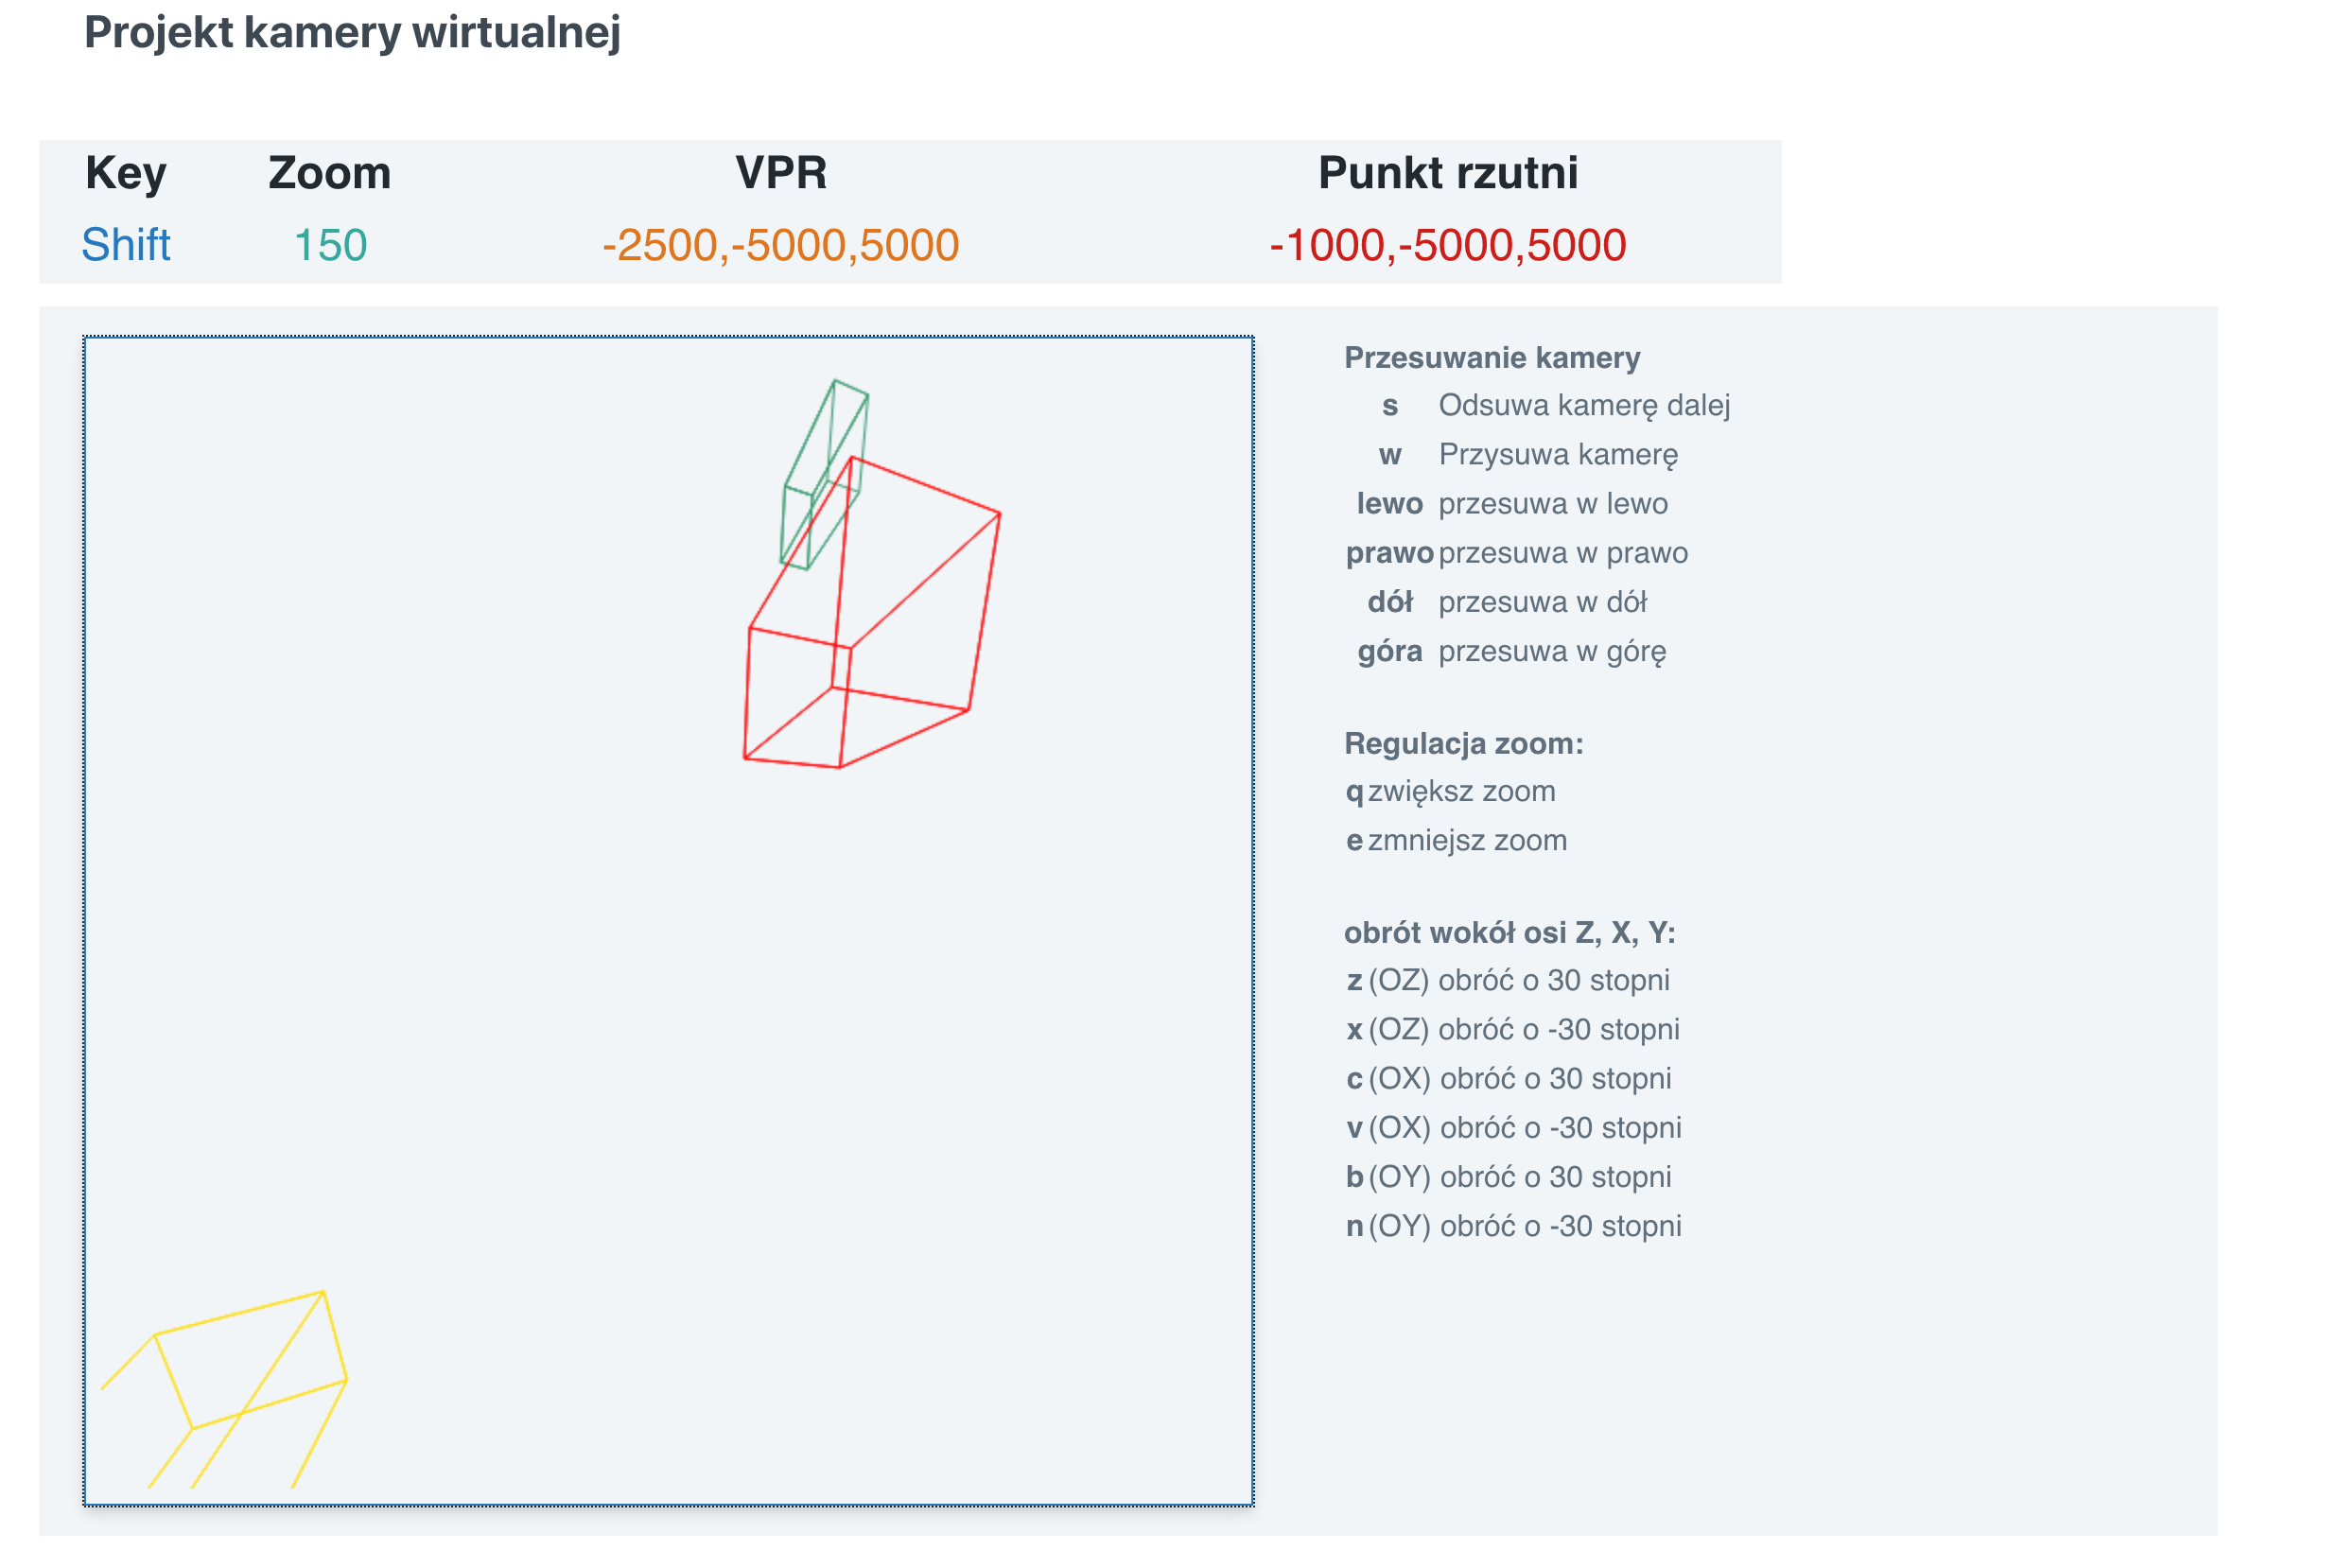 Projekt kamery wirtualnej
Key Zoom VPR Punkt rzutni
Shift 150 -2500,-5000,5000 -1000,-5000,5000
Przesuwanie kamery
s Odsuwa kamerę dalej
w Przysuwa kamerę
lewo przesuwa w lewo
prawo przesuwa w prawo
dół przesuwa w dół
góra przesuwa w górę
Regulacja zoom:
q zwiększ zoom
e zmniejsz zoom
obrót wokół osi Z, X, Y:
z (OZ) obróć o 30 stopni
x (OZ) obróć o -30 stopni
c (OX) obróć o 30 stopni
v (OX) obróć o -30 stopni
b (OY) obróć o 30 stopni
n (OY) obróć o -30 stopni